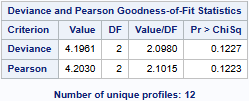 Deviance and Pearson Goodness-of-Fit Statistics
Criterion Value DF Value/DF Pr > ChiSq
Deviance 4.1961 2 2.0980 0.1227
Pearson 4.2030 2 2.1015 0.1223
Number of unique profiles: 12